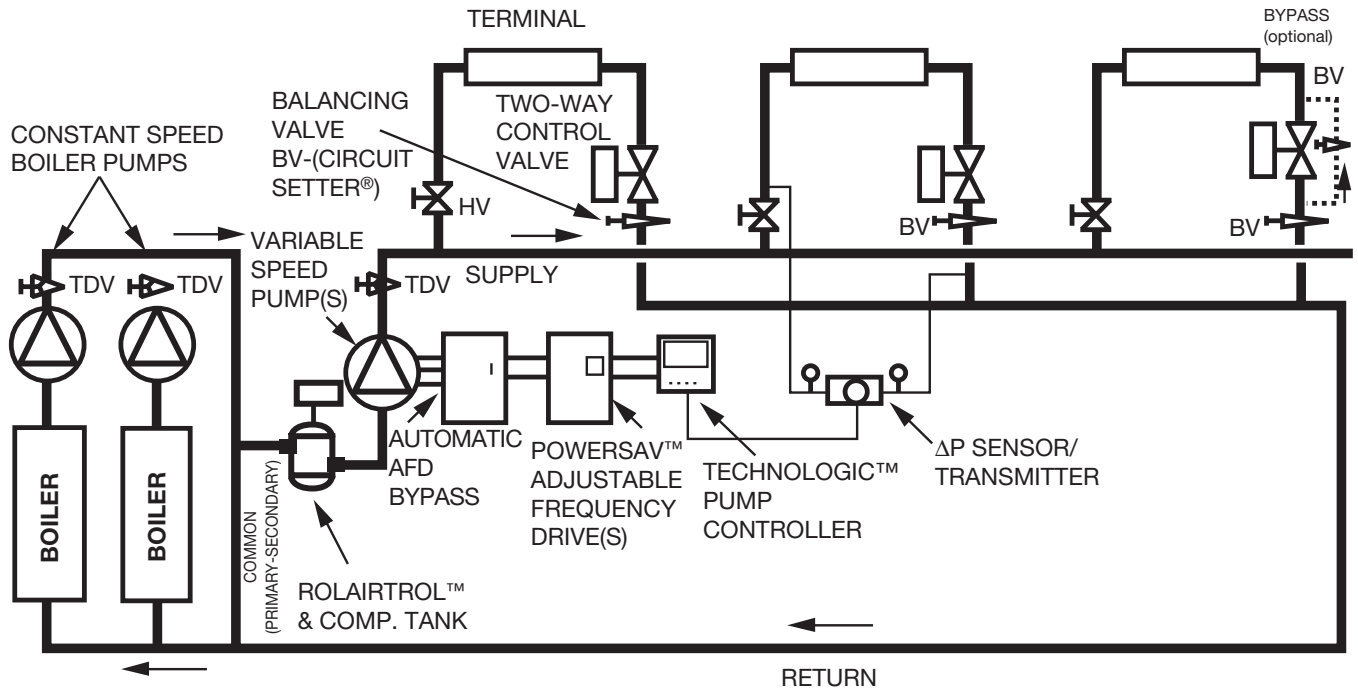 TERMINAL
BYPASS
(optional)
BV
BALANCING
VALVE
BV-(CIRCUIT
SETTER®)
TWO-WAY
CONTROL
VALVE
CONSTANT SPEED
BOILER PUMPS
HV
BV
BV
VARIABLE
SPEED
PUMP(S)
SUPPLY
TDV
TDV
TDV
AUTOMATIC
AFD
BYPASS
POWERSAV™
ADJUSTABLE
FREQUENCY
DRIVE(S)
TECHNOLOGIC™
PUMP
CONTROLLER
ΔP SENSOR/
TRANSMITTER
BOILER
BOILER
COMMON
(PRIMARY-SECONDARY)
ROLAIRTROL™
& COMP. TANK
RETURN